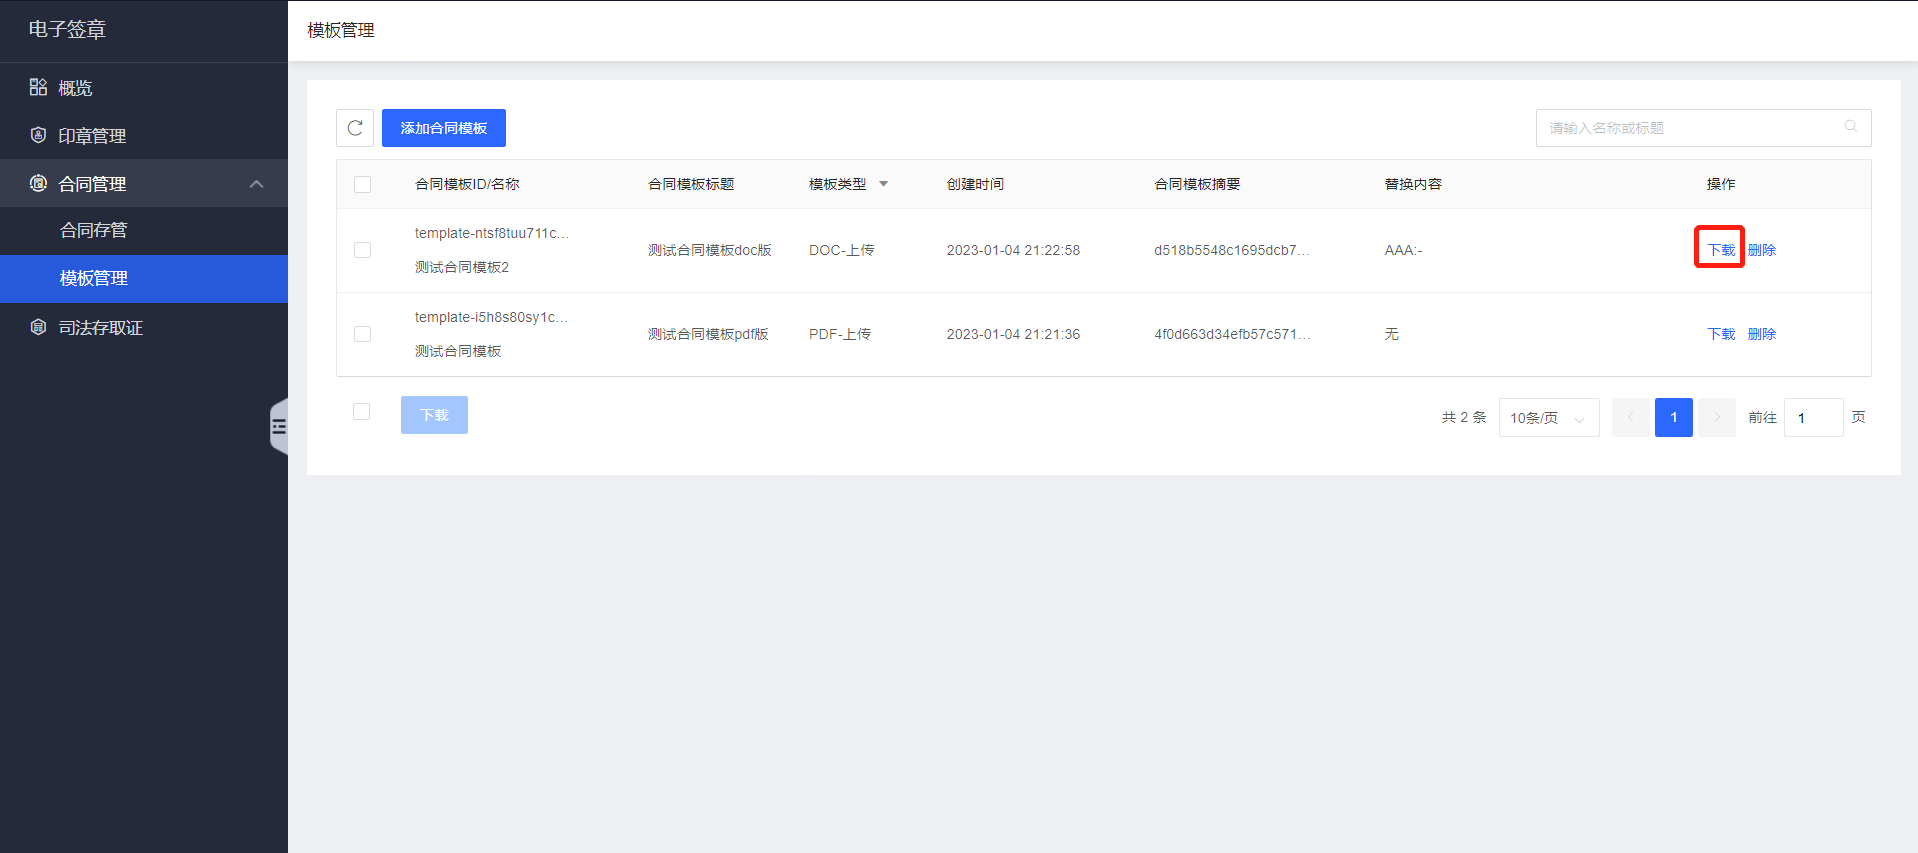 电子签章
模板管理
概览
印章管理
合同管理
合同存管
模板管理
司法存取证
添加合同模板
请输入名称或标题
合同模板ID/名称 合同模板标题 模板类型 创建时间 合同模板摘要 替换内容 操作
template-ntsf8tuu711c...
测试合同模板2
测试合同模板doc版 DOC-上传 2023-01-04 21:22:58 d518b5548c1695dcb7... AAA:- 下载 删除
template-i5h8s80sy1c...
测试合同模板
测试合同模板pdf版 PDF-上传 2023-01-04 21:21:36 4f0d663d34efb57c571... 无 下载 删除
下载
共 2 条 10条/页 1 前往 1 页